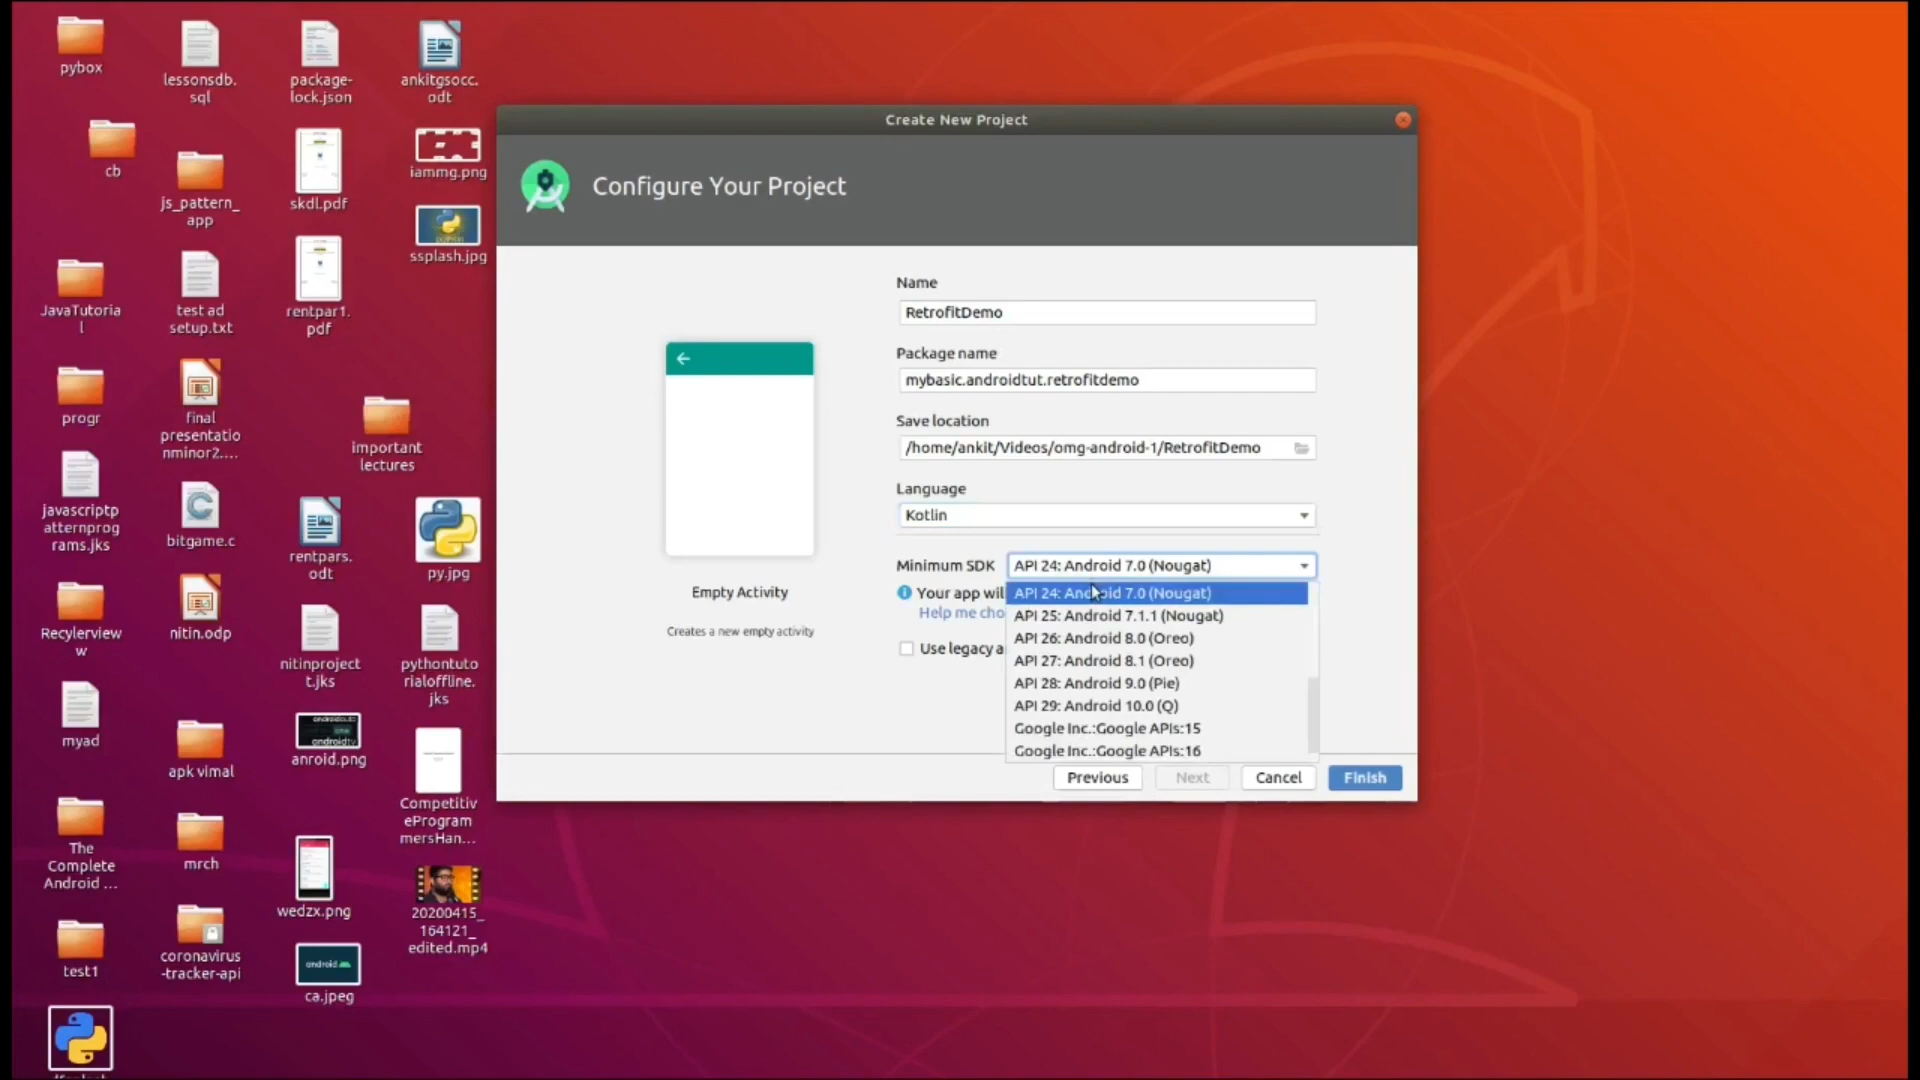 pybox
lessonsdb.
sql
package-
lock.json
ankitgsocc.
odt
cb
js_pattern_
app
skdl.pdf
iammg.png
ssplash.jpg
JavaTutoria
l
test ad
setup.txt
rentpar1.
pdf
progr
final
presentatio
nminor2....
important
lectures
javascriptp
atternprog
rams.jks
bitgame.c
rentpars.
odt
py.jpg
Recylerview
w
nitin.odp
nitinproject
t.jks
pythontuto
rialoffline.
jks
myad
apk vimal
androidtv
anroid.png
Competitiv
eProgram
mersHan...
The
Complete
Android ...
mrch
wedzx.png
20200415_
164121_
edited.mp4
test1
coronavirus
-tracker-api
android
ca.jpeg
Create New Project
Configure Your Project
Name
RetrofitDemo
Package name
mybasic.androidtut.retrofitdemo
Save location
/home/ankit/Videos/omg-android-1/RetrofitDemo
Language
Kotlin
Minimum SDK
API 24: Android 7.0 (Nougat)
Your app wil
Help me cho
Use legacy a
API 24: Android 7.0 (Nougat)
API 25: Android 7.1.1 (Nougat)
API 26: Android 8.0 (Oreo)
API 27: Android 8.1 (Oreo)
API 28: Android 9.0 (Pie)
API 29: Android 10.0 (Q)
Google Inc.:Google APIs:15
Google Inc.:Google APIs:16
Empty Activity
Creates a new empty activity
Previous
Next
Cancel
Finish